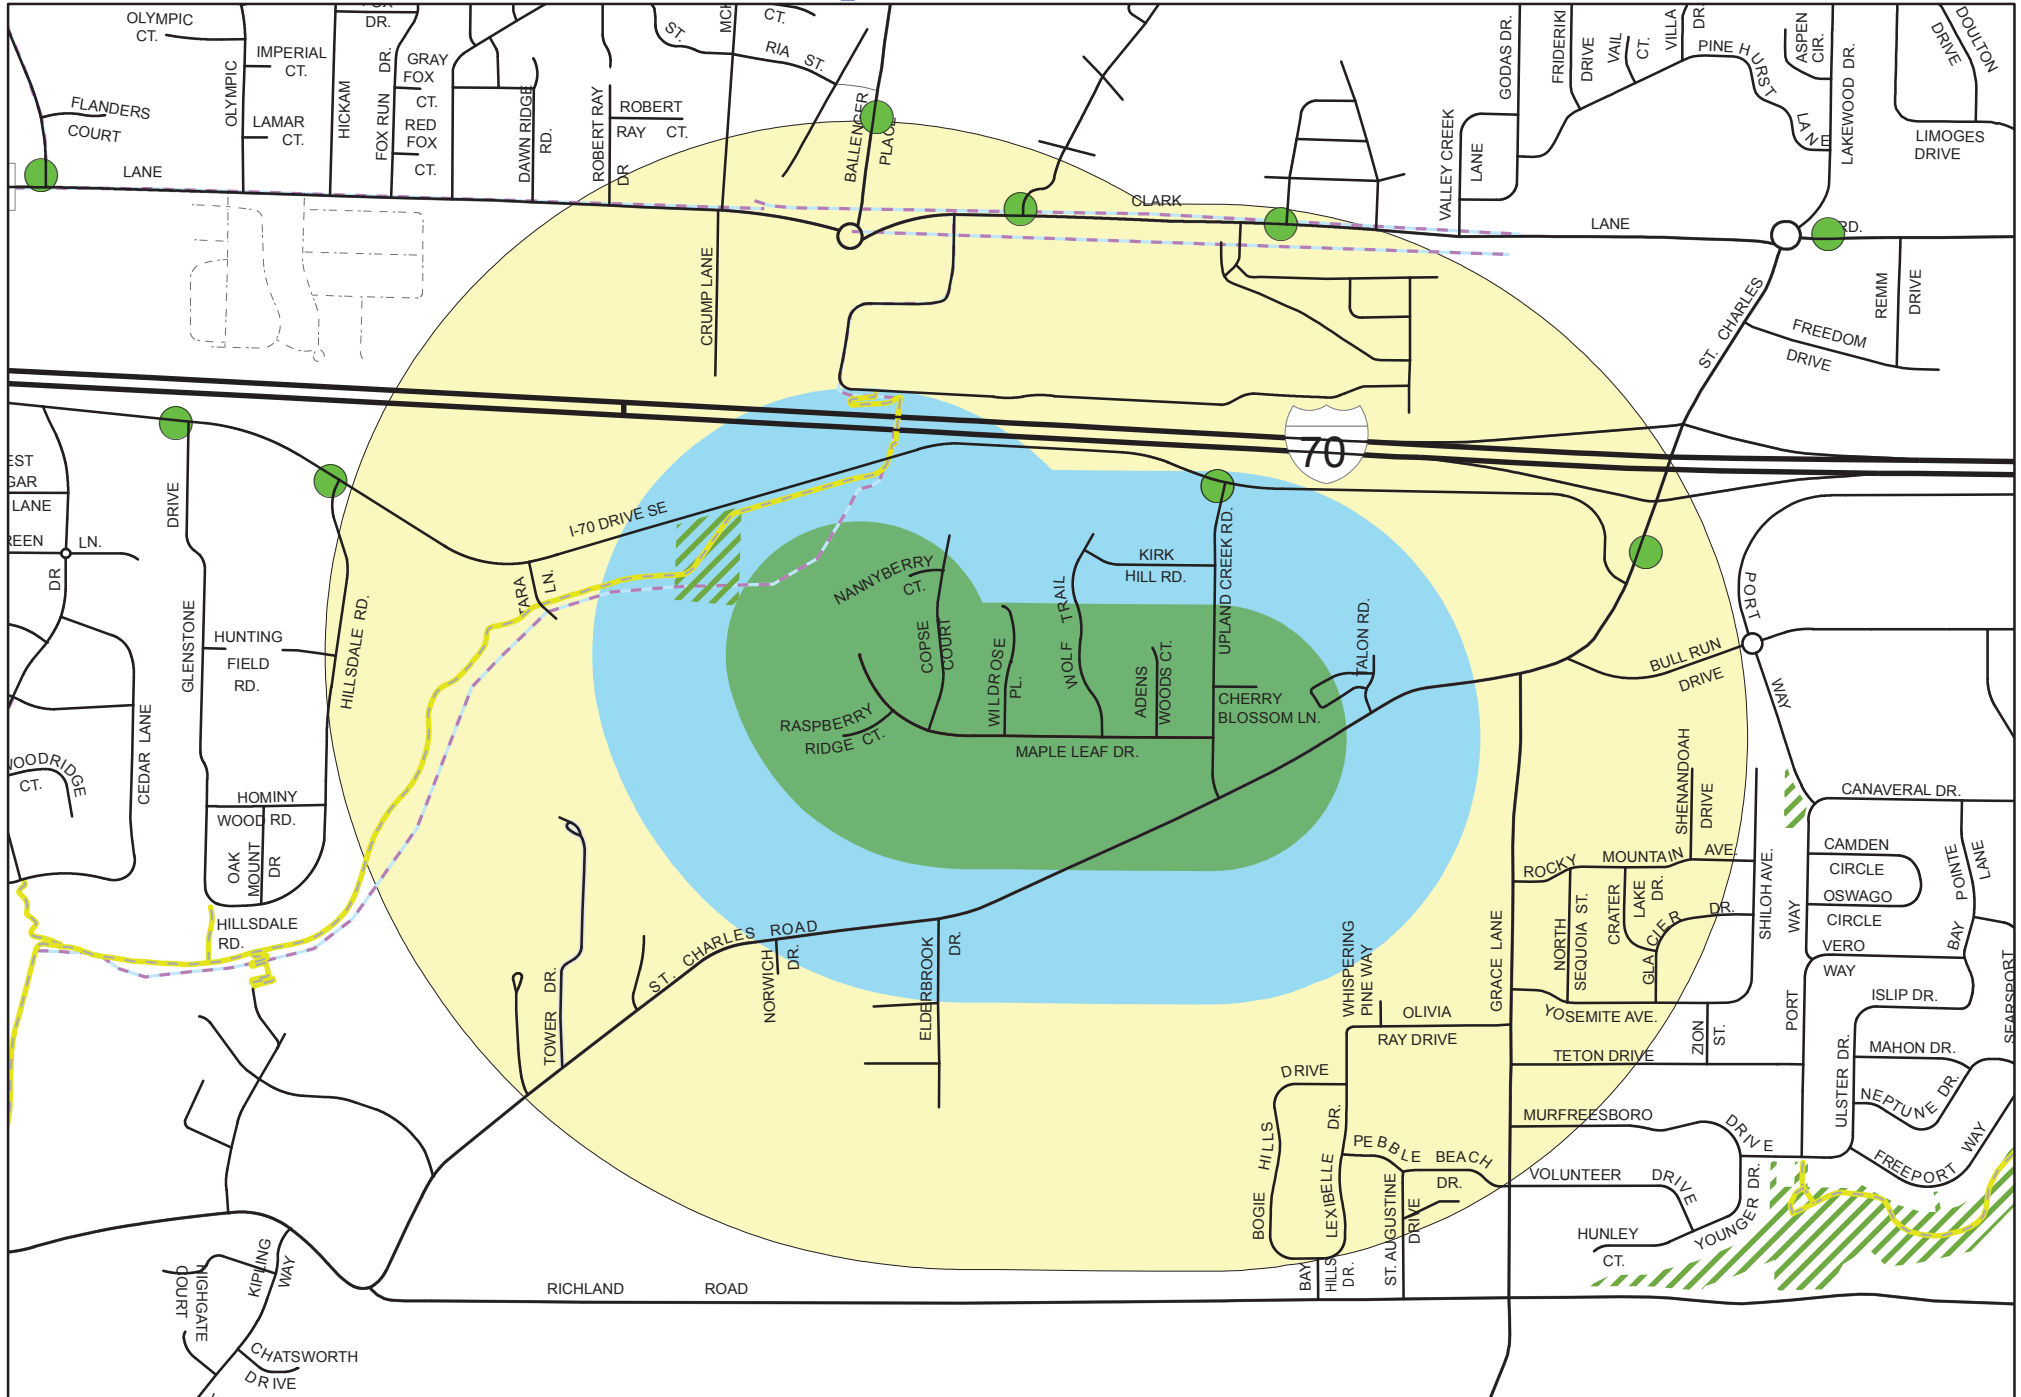 OLYMPIC
CT.
IMPERIAL
CT.
OLYMPIC
FLANDERS
COURT
LAMAR
CT.
LANE
HICKAM
DR.
FOX RUN
DR.
GRAY
FOX
CT.
RED
FOX
CT.
DAWN RIDGE
RD.
ROBERT RAY
DR
ROBERT
RAY CT.
ST.
RIA ST.
CT.
BALLENGER
PLACE
CLARK
LANE
CRUMP LANE
VALLEY CREEK
LANE
GODAS DR.
FRIDERIKI
DRIVE
VAIL
CT.
VILLA
DR.
PINEHURST
LANE
ASPEN
CIR.
LAKEWOOD DR.
DOULTON
DRIVE
LIMOGES
DRIVE
RD.
REMM
DRIVE
ST. CHARLES
FREEDOM
DRIVE
70
I-70 DRIVE SE
LANE
LN.
DR
DRIVE
GLENSTONE
HUNTING
FIELD
RD.
HILLSDALE RD.
TARA
LN.
CEDAR LANE
WOODRIDGE
CT.
HOMINY
WOOD RD.
OAK
MOUNT
DR
HILLSDALE
RD.
NANNYBERRY
CT.
COPSE
COURT
WILDROSE
PL.
WOLF TRAIL
KIRK
HILL RD.
UPLAND CREEK RD.
ADENS
WOODS CT.
CHERRY
BLOSSOM LN.
TALON RD.
RASPBERRY
RIDGE CT.
MAPLE LEAF DR.
BULL RUN
DRIVE
PORT
WAY
CANAVERAL DR.
CAMDEN
CIRCLE
OSWAGO
CIRCLE
VERO
WAY
BAY POINTE
LANE
ISLIP DR.
SEARSPORT
MAHON DR.
NEPTUNE DR.
ULSTER DR.
FREEPORT WAY
PORT
WAY
SHILOH AVE.
SHENANDOAH
DRIVE
ROCKY MOUNTAIN AVE.
NORTH
SEQUOIA ST.
CRATER
LAKE
DR.
GLACIER DR.
YOSEMITE AVE.
ZION
ST.
TETON DRIVE
GRACE LANE
MURFREESBORO
DRIVE
VOLUNTEER DRIVE
YOUNGER DR.
HUNLEY
CT.
WHISPERING
PINE WAY
OLIVIA
RAY DRIVE
DRIVE
BOGIE HILLS
LEXIBELLE DR.
PEBBLE BEACH
DR.
ST. AUGUSTINE
DRIVE
BAY
HILLS
DR.
ST. CHARLES ROAD
NORWICH
DR.
ELDERBROOK
DR.
TOWER DR.
RICHLAND ROAD
KIPLING
WAY
HIGHGATE
COURT
CHATSWORTH
DRIVE